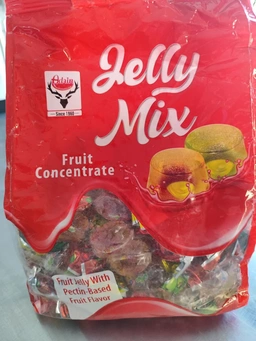 Jelly
Mix
Since 1960
Fruit
Concentrate
Fruit Jelly With
Pectin-Based
Fruit Flavor